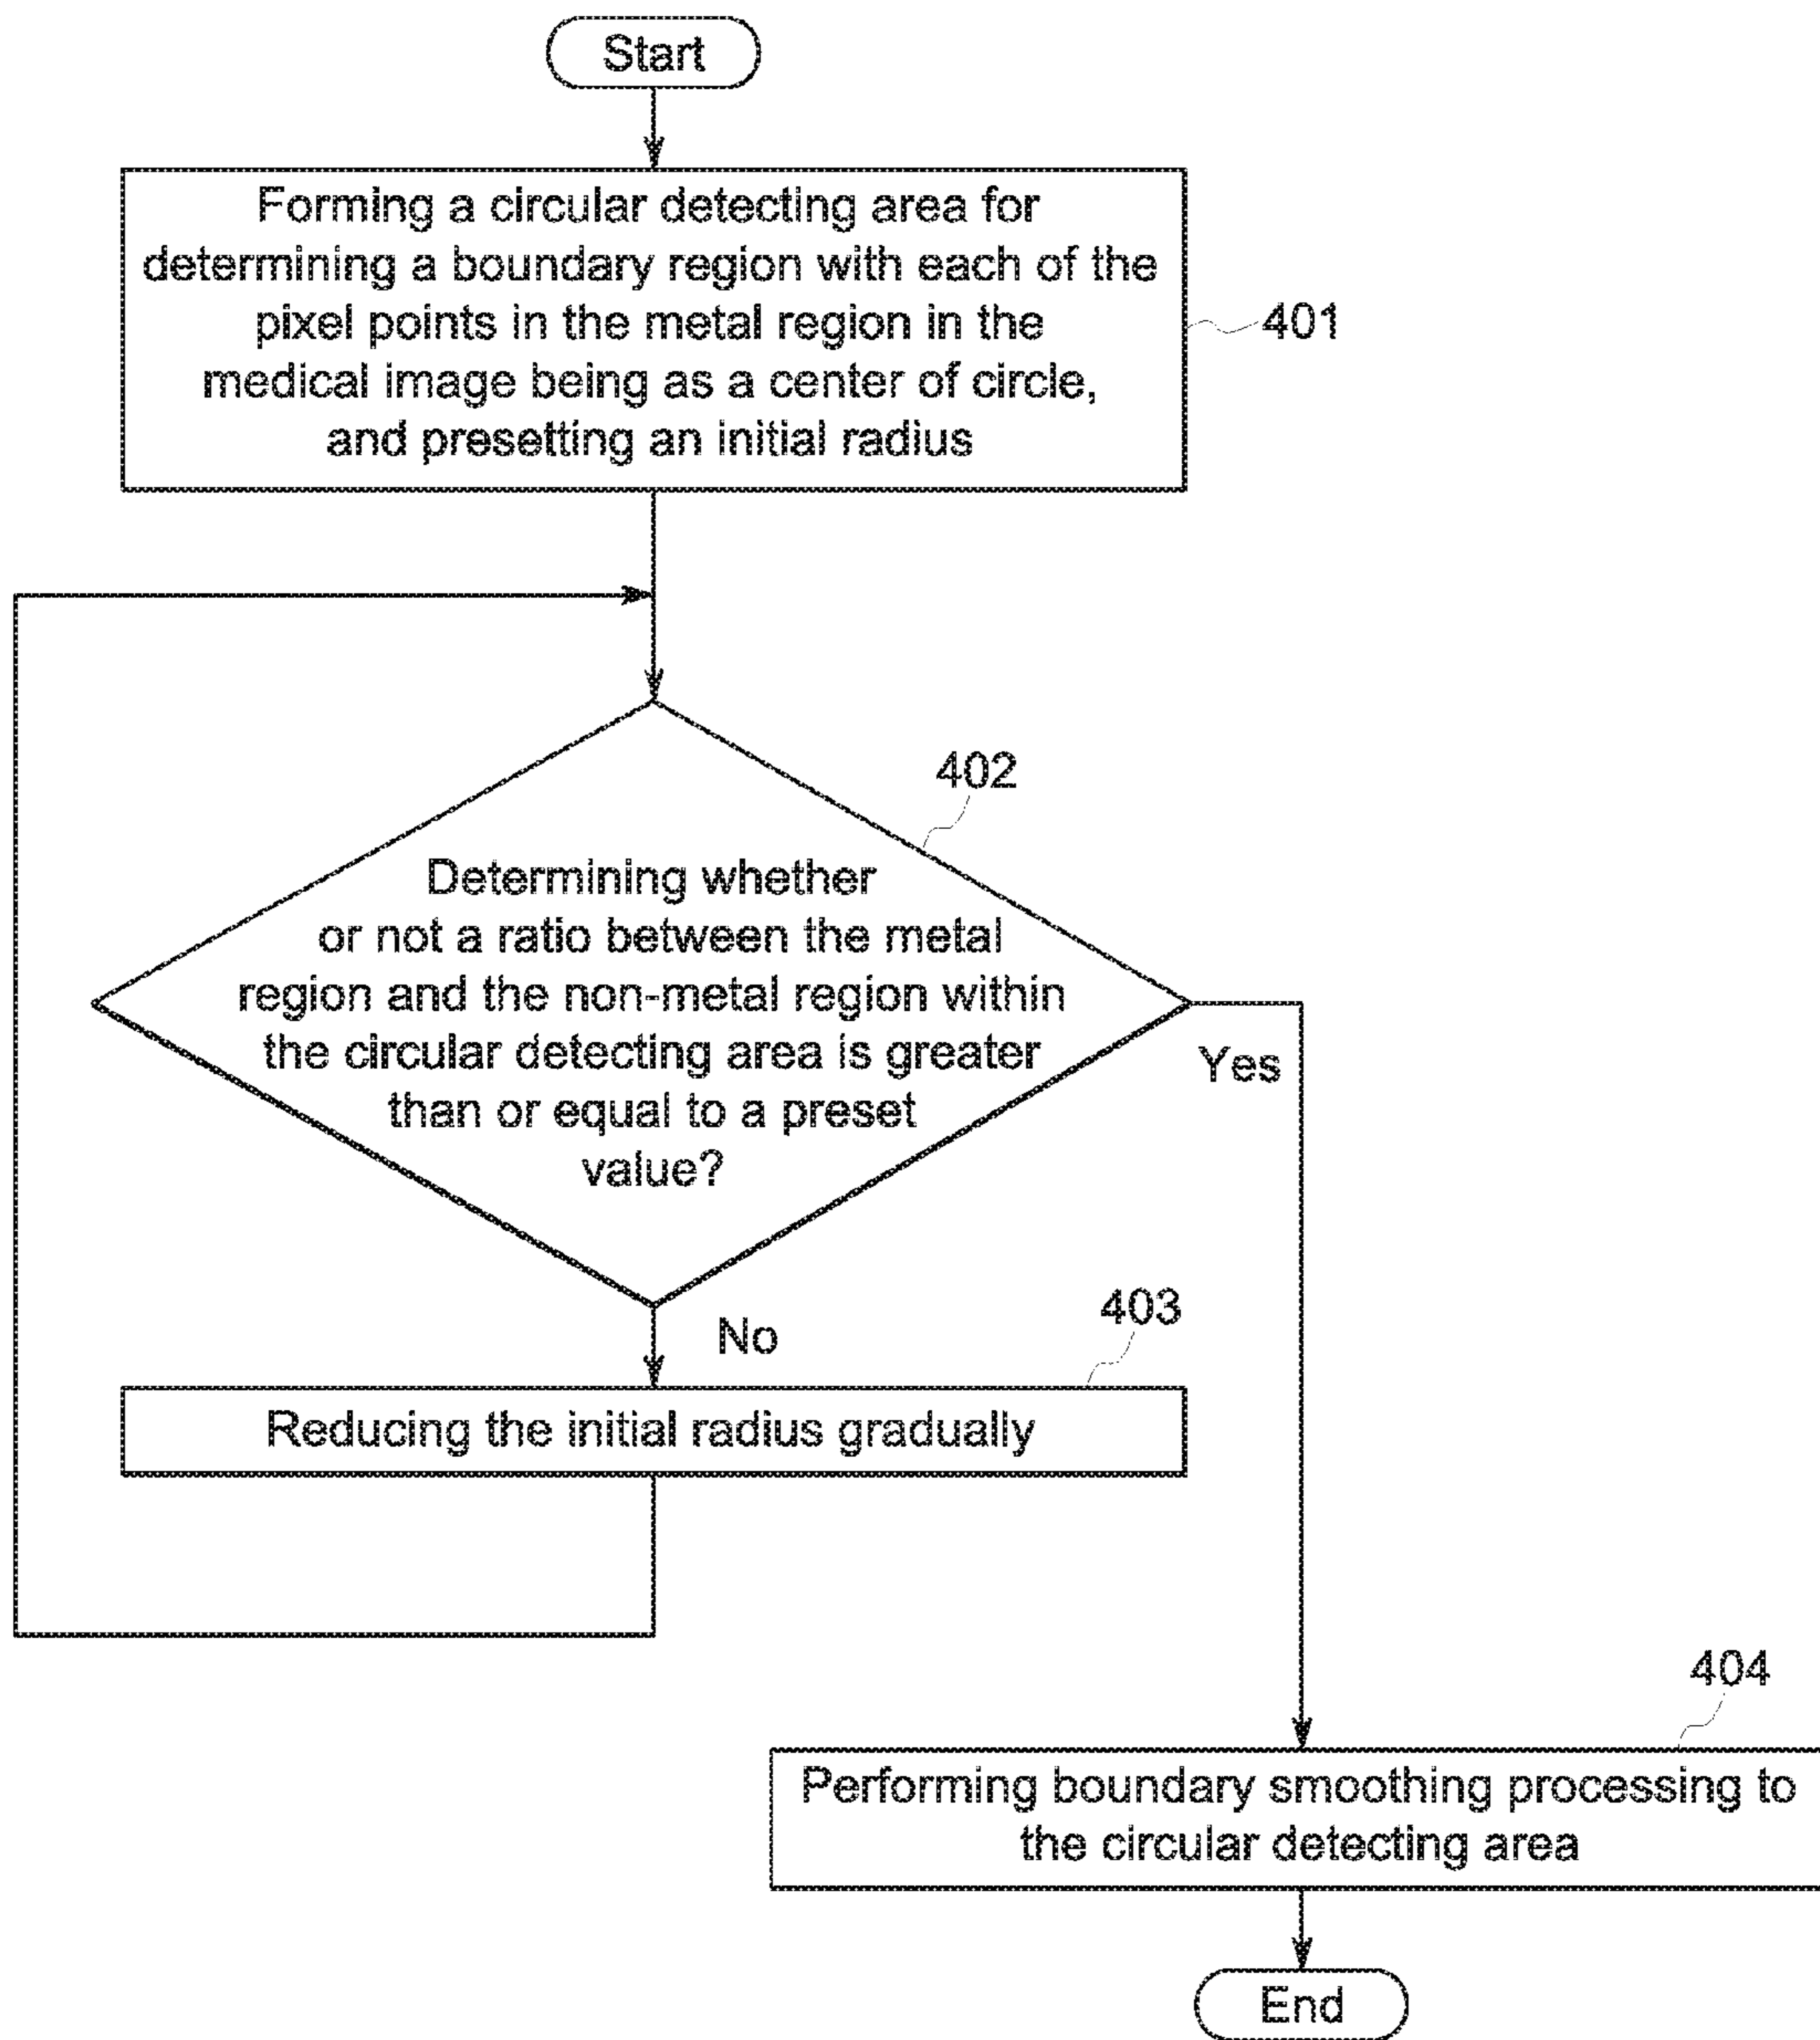 Start
Forming a circular detecting area for
determining a boundary region with each of the
pixel points in the metal region in the
medical image being as a center of circle,
and presetting an initial radius
401
402
Determining whether
or not a ratio between the metal
region and the non-metal region within
the circular detecting area is greater
than or equal to a preset
value?
Yes
No
403
Reducing the initial radius gradually
404
Performing boundary smoothing processing to
the circular detecting area
End